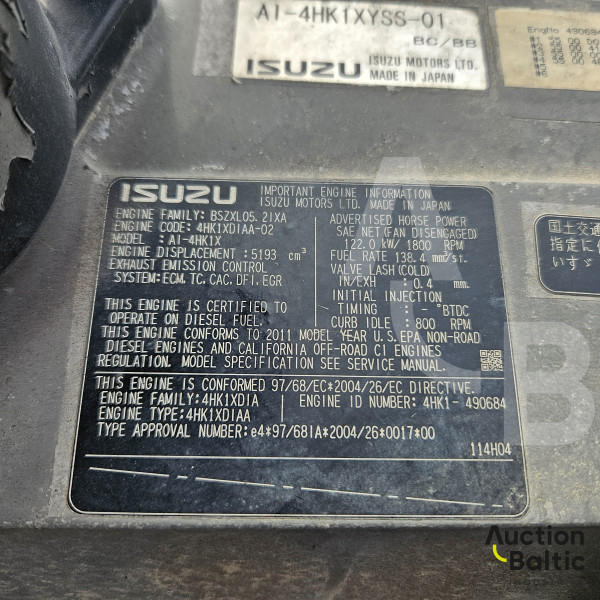 AI-4HK1XYSS-01
BC/BB
ISUZU ISUZU MOTORS LTD.
MADE IN JAPAN
EngNo 490684
ISUZU IMPORTANT ENGINE INFORMATION
ISUZU MOTORS LTD. MADE IN JAPAN
ENGINE FAMILY: BSZXL05.2IXA
ENGINE CODE: 4HK1XDIAA-02
MODEL : AI-4HK1X
ENGINE DISPLACEMENT : 5193 cm³
EXHAUST EMISSION CONTROL
SYSTEM: ECM, TC, CAC, DFI, EGR
ADVERTISED HORSE POWER
SAE NET (FAN DISENGAGED)
122.0 kW/ 1800 RPM
FUEL RATE 138.4 mm³/st.
VALVE LASH (COLD)
IN/EXH : 0.4 mm.
INITIAL INJECTION
TIMING : - °BTDC
CURB IDLE : 800 RPM
THIS ENGINE IS CERTIFIED TO
OPERATE ON DIESEL FUEL.
THIS ENGINE CONFORMS TO 2011 MODEL YEAR U.S.EPA NON-ROAD
DIESEL ENGINES AND CALIFORNIA OFF-ROAD CI ENGINES
REGULATION. MODEL SPECIFICATION SEE SERVICE MANUAL.
THIS ENGINE IS CONFORMED 97/68/EC*2004/26/EC DIRECTIVE.
ENGINE FAMILY: 4HK1XDIA ENGINE ID NUMBER: 4HK1- 490684
ENGINE TYPE: 4HK1XDIAA
TYPE APPROVAL NUMBER: e4*97/68IA*2004/26*0017*00
114H04
国土交通
指定に
いすゞ
AGB
Auction
Baltic